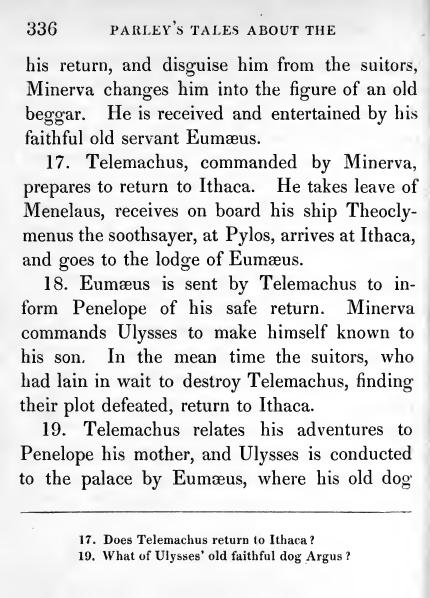 336 PARLEY'S TALES ABOUT THE
his return, and disguise him from the suitors,
Minerva changes him into the figure of an old
beggar. He is received and entertained by his
faithful old servant Eumæus.
17. Telemachus, commanded by Minerva,
prepares to return to Ithaca. He takes leave of
Menelaus, receives on board his ship Theocly-
menus the soothsayer, at Pylos, arrives at Ithaca,
and goes to the lodge of Eumæus.
18. Eumæus is sent by Telemachus to in-
form Penelope of his safe return. Minerva
commands Ulysses to make himself known to
his son. In the mean time the suitors, who
had lain in wait to destroy Telemachus, finding
their plot defeated, return to Ithaca.
19. Telemachus relates his adventures to
Penelope his mother, and Ulysses is conducted
to the palace by Eumæus, where his old dog
17. Does Telemachus return to Ithaca?
19. What of Ulysses' old faithful dog Argus?